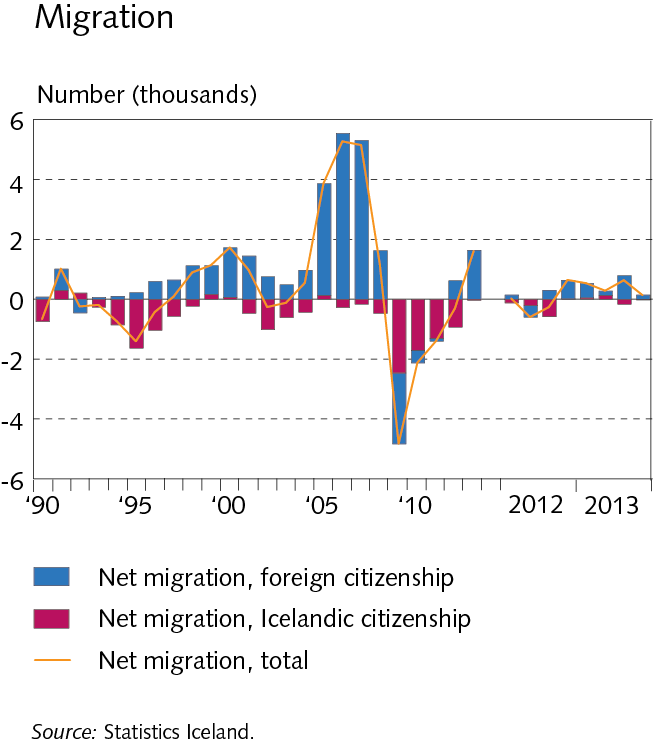 Migration
Number (thousands)
6
4
2
0
-2
-4
-6
‘90 ‘95 ‘00 ‘05 ‘10 2012 2013
Net migration, foreign citizenship
Net migration, Icelandic citizenship
Net migration, total
Source: Statistics Iceland.